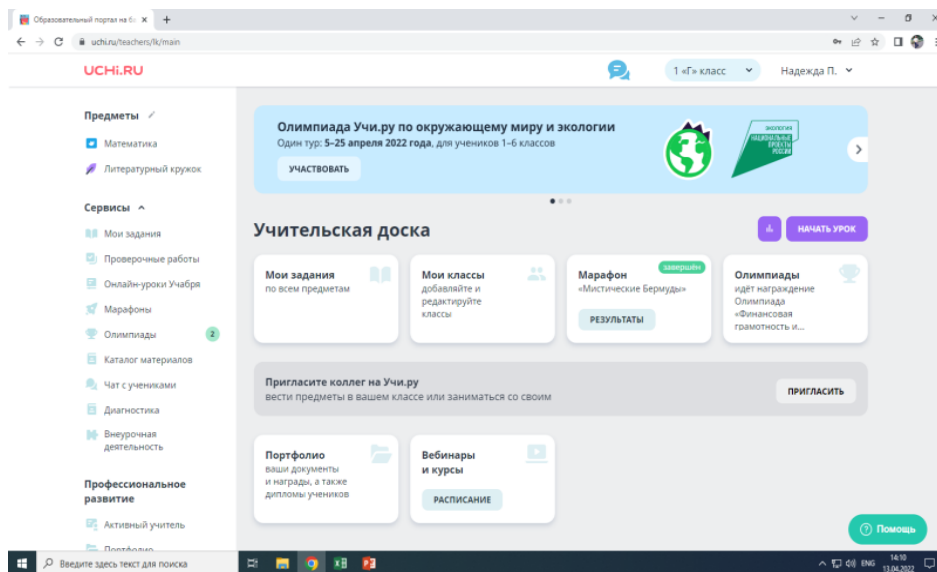 Образовательный портал на б
uchi.ru/teachers/lk/main
UCHi.RU
1 «Г» класс
Надежда П.
Предметы
Математика
Литературный кружок
Сервисы
Мои задания
Проверочные работы
Онлайн-уроки Учабря
Марафоны
Олимпиады 2
Каталог материалов
Чат с учениками
Диагностика
Внеурочная
деятельность
Профессиональное
развитие
Активный учитель
Портфолио
Олимпиада Учи.ру по окружающему миру и экологии
Один тур: 5–25 апреля 2022 года, для учеников 1–6 классов
УЧАСТВОВАТЬ
ЭКОЛОГИЯ
НАЦИОНАЛЬНЫЕ
ПРОЕКТЫ
РОССИИ
Учительская доска
НАЧАТЬ УРОК
Мои задания
по всем предметам
Мои классы
добавляйте и
редактируйте
классы
завершён
Марафон
«Мистические Бермуды»
РЕЗУЛЬТАТЫ
Олимпиады
идёт награждение
Олимпиада
«Финансовая
грамотность и...
Пригласите коллег на Учи.ру
вести предметы в вашем классе или заниматься со своим
ПРИГЛАСИТЬ
Портфолио
ваши документы
и награды, а также
дипломы учеников
Вебинары
и курсы
РАСПИСАНИЕ
Помощь
Введите здесь текст для поиска
ENG
14:10
13.04.2022